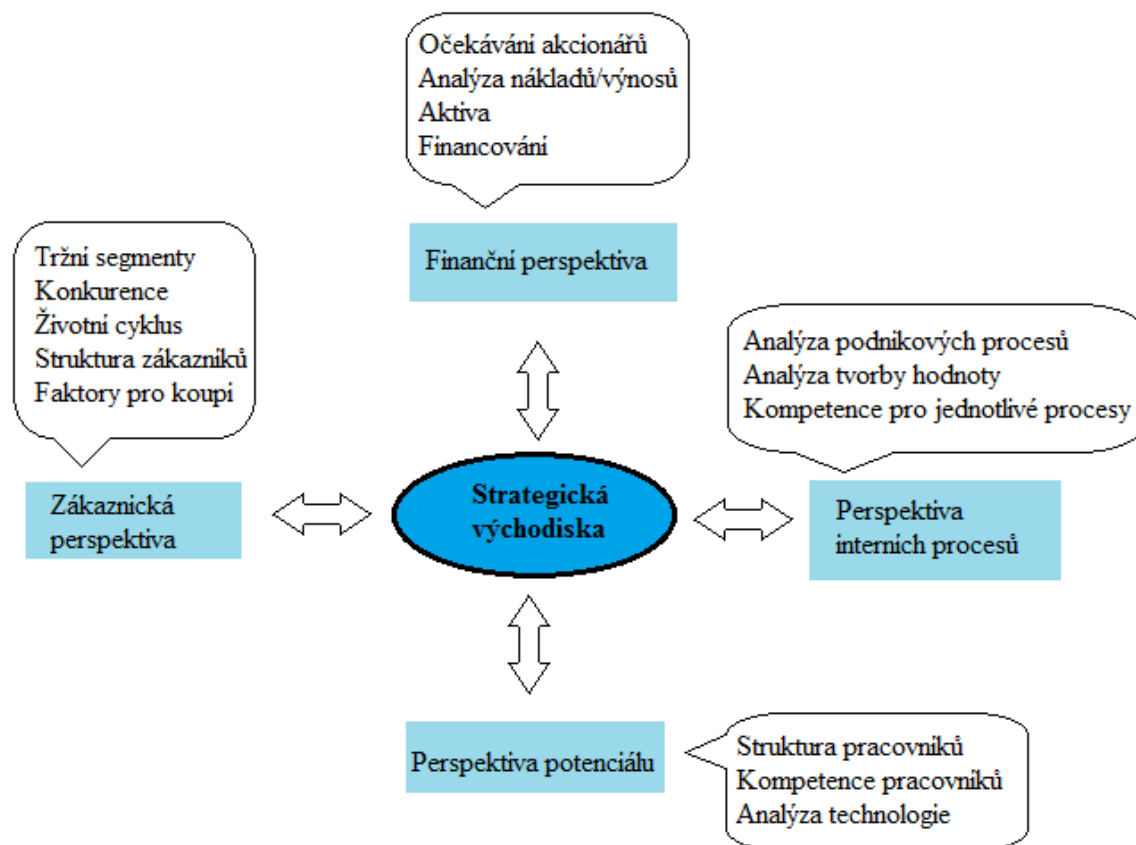 Očekávání akcionářů
Analýza nákladů/výnosů
Aktiva
Financování
Finanční perspektiva
Tržní segmenty
Konkurence
Životní cyklus
Struktura zákazníků
Faktory pro koupi
Analýza podnikových procesů
Analýza tvorby hodnoty
Kompetence pro jednotlivé procesy
Zákaznická
perspektiva
Strategická
východiska
Perspektiva
interních procesů
Perspektiva potenciálu
Struktura pracovníků
Kompetence pracovníků
Analýza technologie